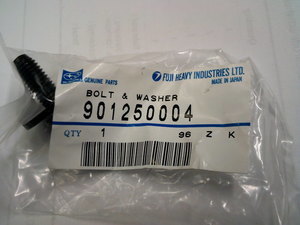 GENUINE PARTS
FUJI HEAVY INDUSTRIES LTD.
MADE IN JAPAN
BOLT & WASHER
901250004
QTY 1 96 Z K